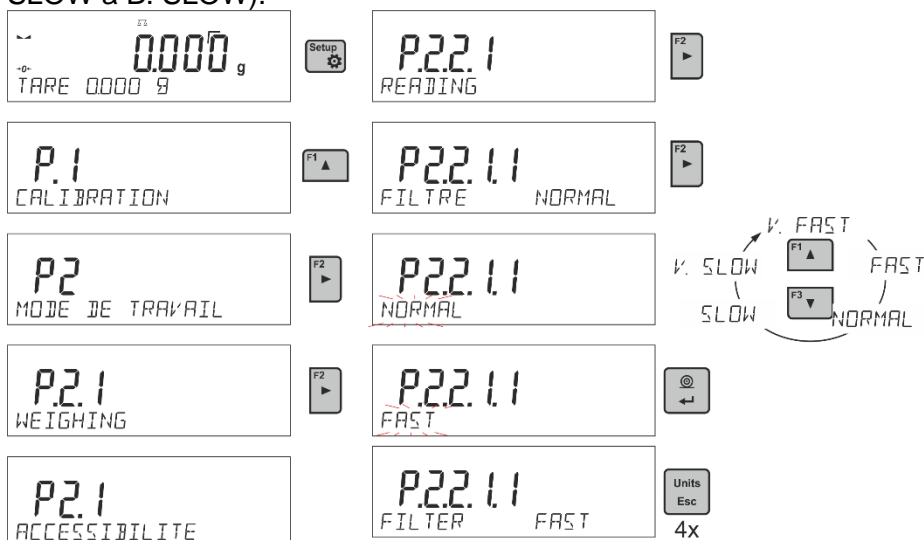 SLOW a B. SLOW).
0.000 g
→0←
TARE 0.000 g
Setup
P.1
CALIBRATION
F1
P2
MODE DE TRAVAIL
F2
P.2.1
WEIGHING
F2
P2.1
ACCESSIBILITE
P.2.2.1
READING
F2
P2.2.1.1
FILTRE NORMAL
F2
P2.2.1.1
NORMAL
V. FAST
F1
V. SLOW FAST
F3
SLOW NORMAL
P.2.2.1.1
FAST
P.2.2.1.1
FILTER FAST
Units
Esc
4x